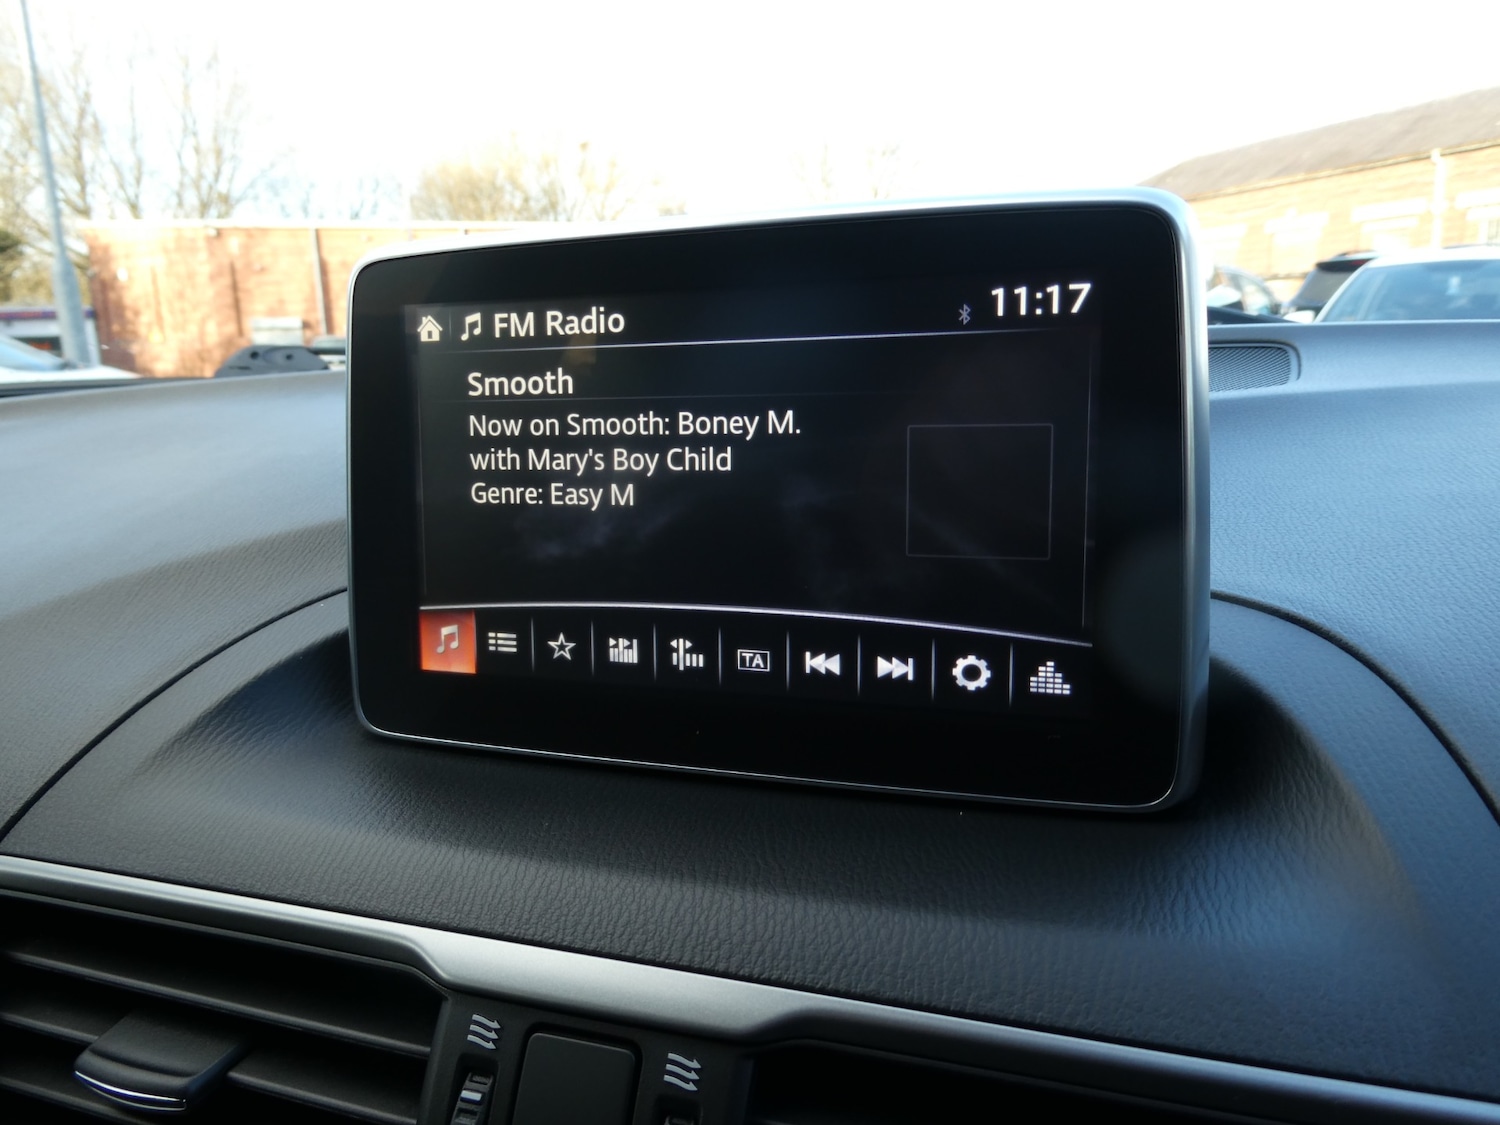 FM Radio
11:17
Smooth
Now on Smooth: Boney M.
with Mary's Boy Child
Genre: Easy M
TA